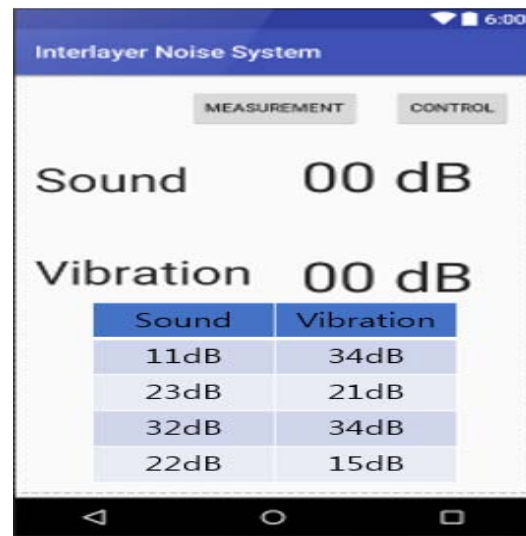 6:00
Interlayer Noise System
MEASUREMENT CONTROL
Sound 00 dB
Vibration 00 dB
Sound Vibration
11dB 34dB
23dB 21dB
32dB 34dB
22dB 15dB